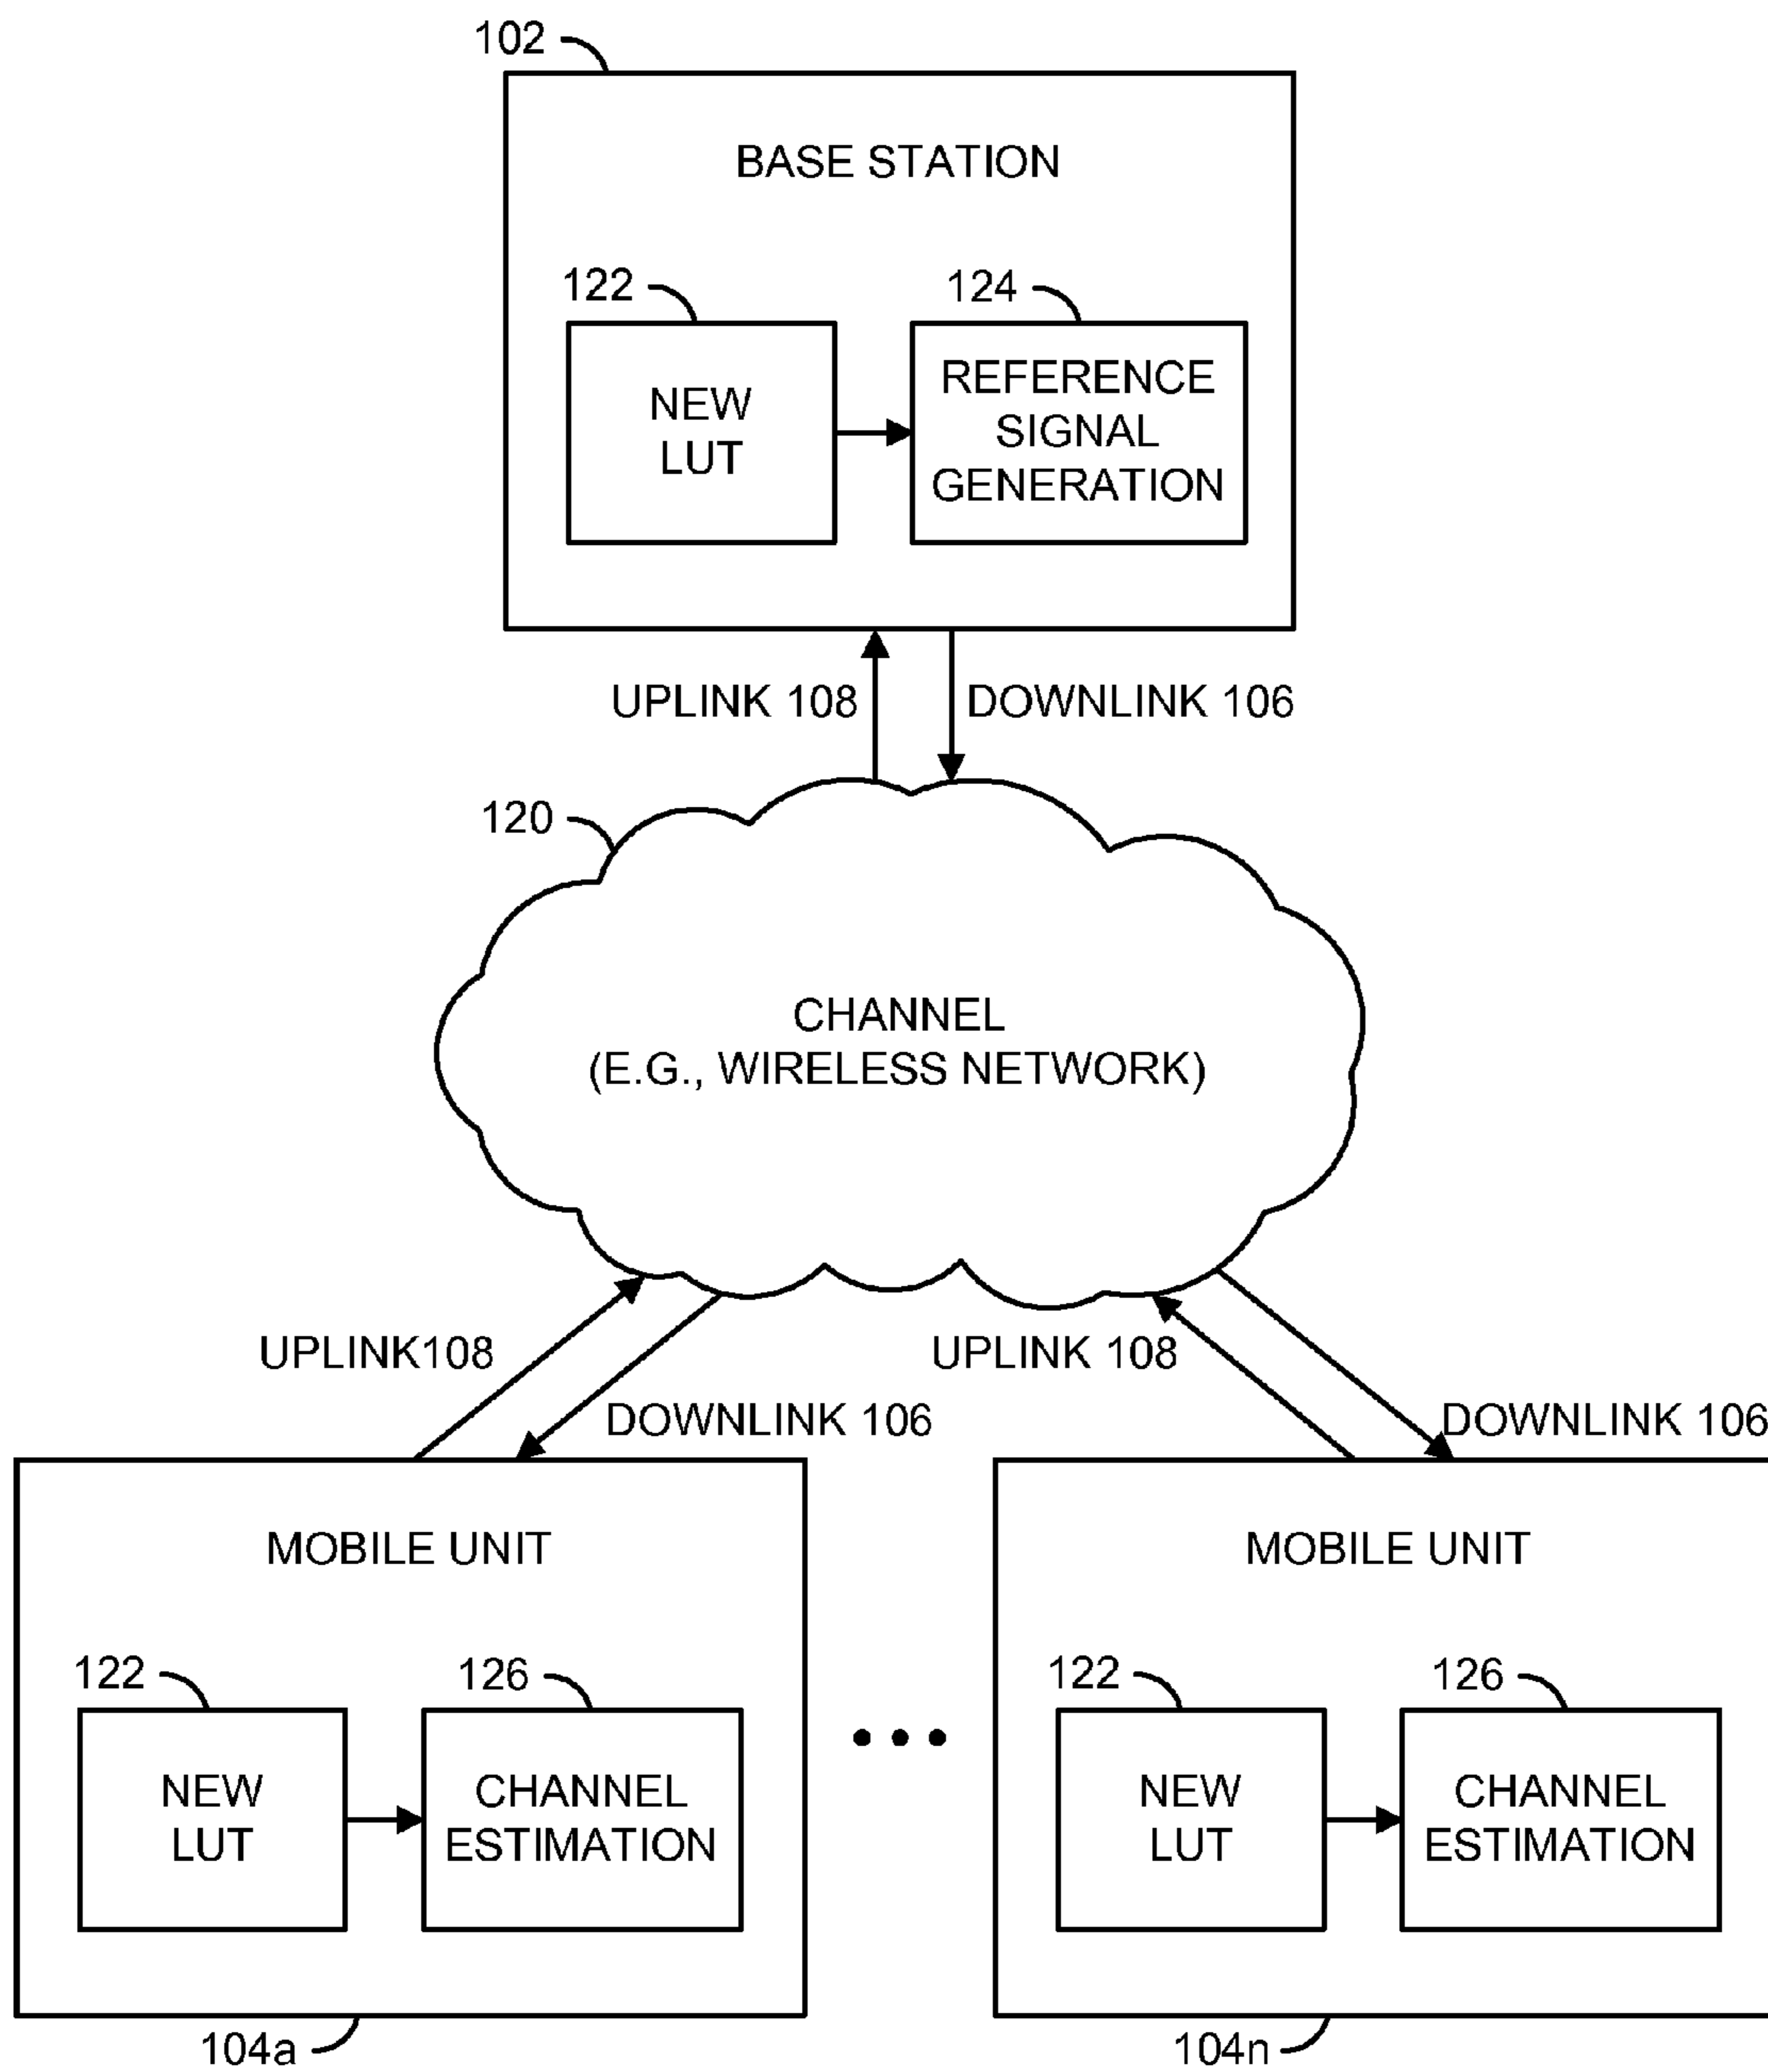 102
BASE STATION
122
124
NEW
LUT
REFERENCE
SIGNAL
GENERATION
UPLINK 108
DOWNLINK 106
120
CHANNEL
(E.G., WIRELESS NETWORK)
UPLINK108
DOWNLINK 106
UPLINK 108
DOWNLINK 106
MOBILE UNIT
122
126
NEW
LUT
CHANNEL
ESTIMATION
104a
MOBILE UNIT
122
126
NEW
LUT
CHANNEL
ESTIMATION
104n